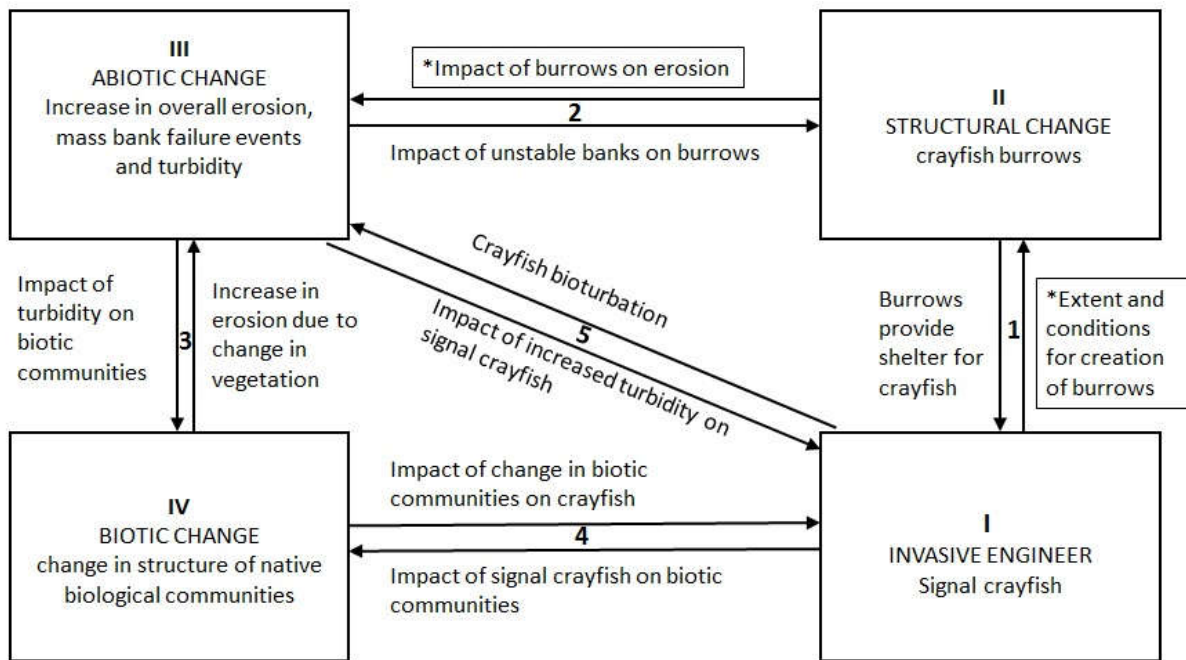 III
ABIOTIC CHANGE
Increase in overall erosion,
mass bank failure events
and turbidity
*Impact of burrows on erosion
2
Impact of unstable banks on burrows
II
STRUCTURAL CHANGE
crayfish burrows
Impact of
turbidity on
biotic
communities
3
Increase in
erosion due to
change in
vegetation
Crayfish bioturbation
5
Impact of increased turbidity on
signal crayfish
Burrows
provide
shelter for
crayfish
1
*Extent and
conditions
for creation
of burrows
IV
BIOTIC CHANGE
change in structure of native
biological communities
Impact of change in biotic
communities on crayfish
4
Impact of signal crayfish on biotic
communities
I
INVASIVE ENGINEER
Signal crayfish